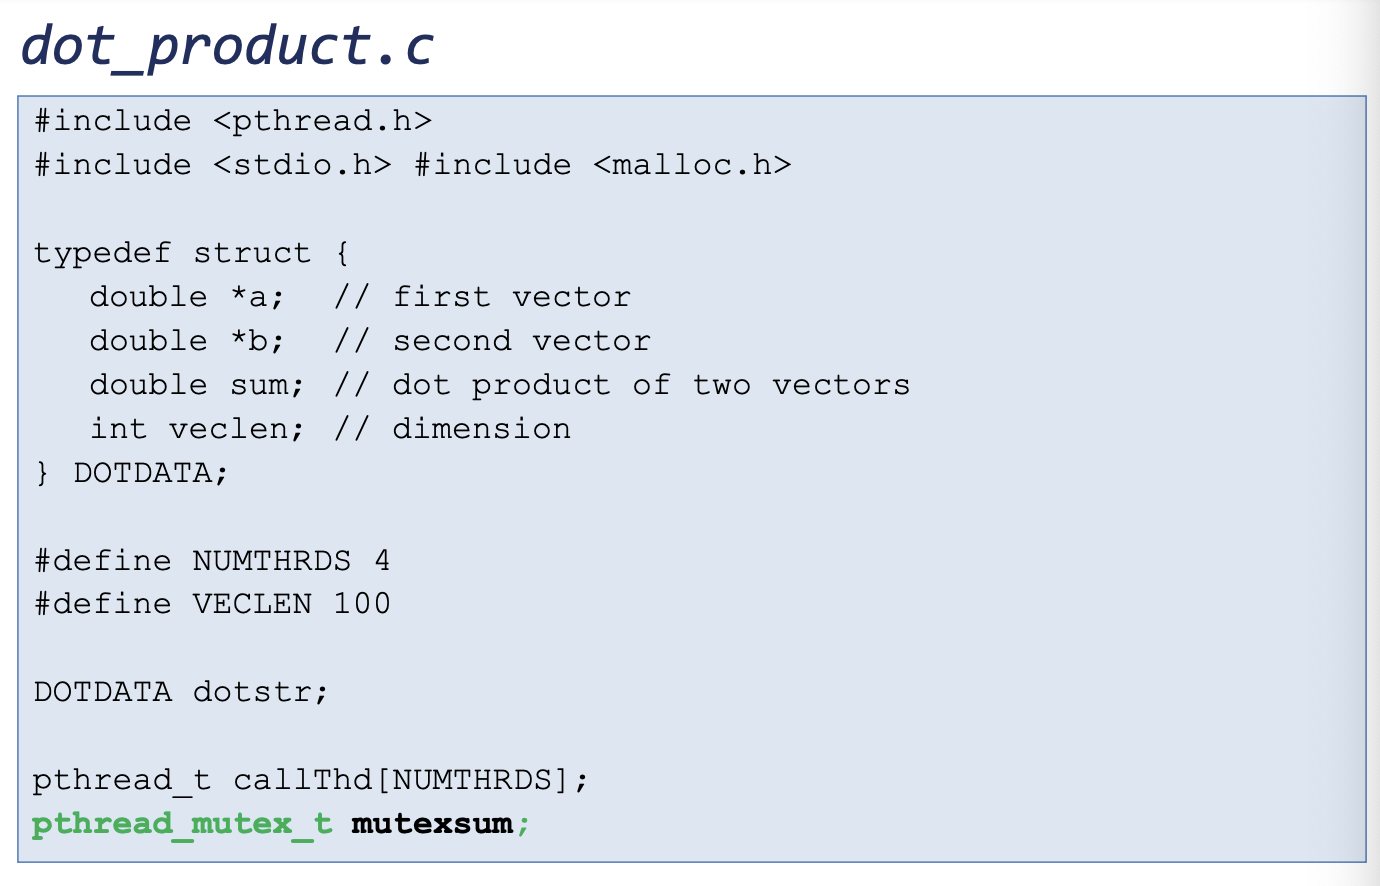 dot_product.c
#include <pthread.h>
#include <stdio.h> #include <malloc.h>
typedef struct {
double *a; // first vector
double *b; // second vector
double sum; // dot product of two vectors
int veclen; // dimension
} DOTDATA;
#define NUMTHRDS 4
#define VECLEN 100
DOTDATA dotstr;
pthread_t callThd[NUMTHRDS];
pthread_mutex_t mutexsum;